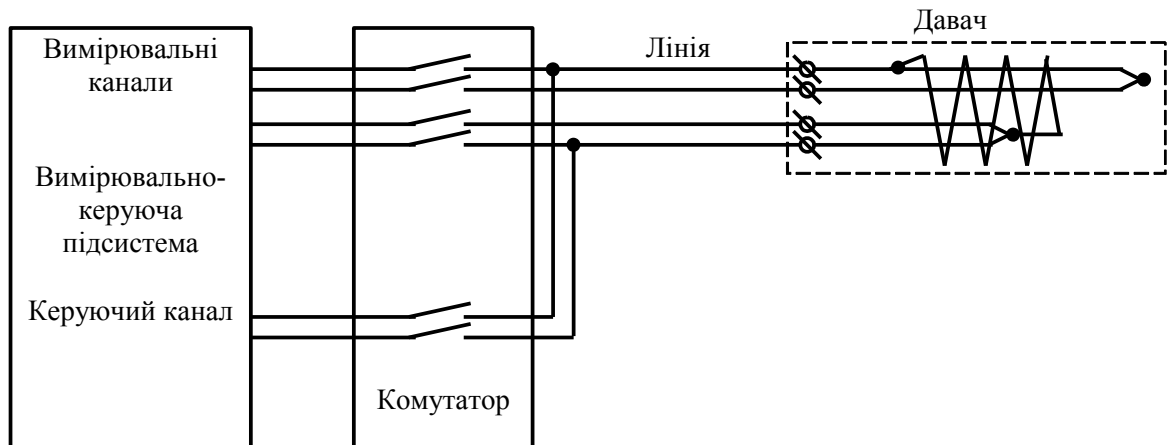 Вимірювальні
канали
Вимірювально-
керуюча
підсистема
Керуючий канал
Комутатор
Лінія
Давач